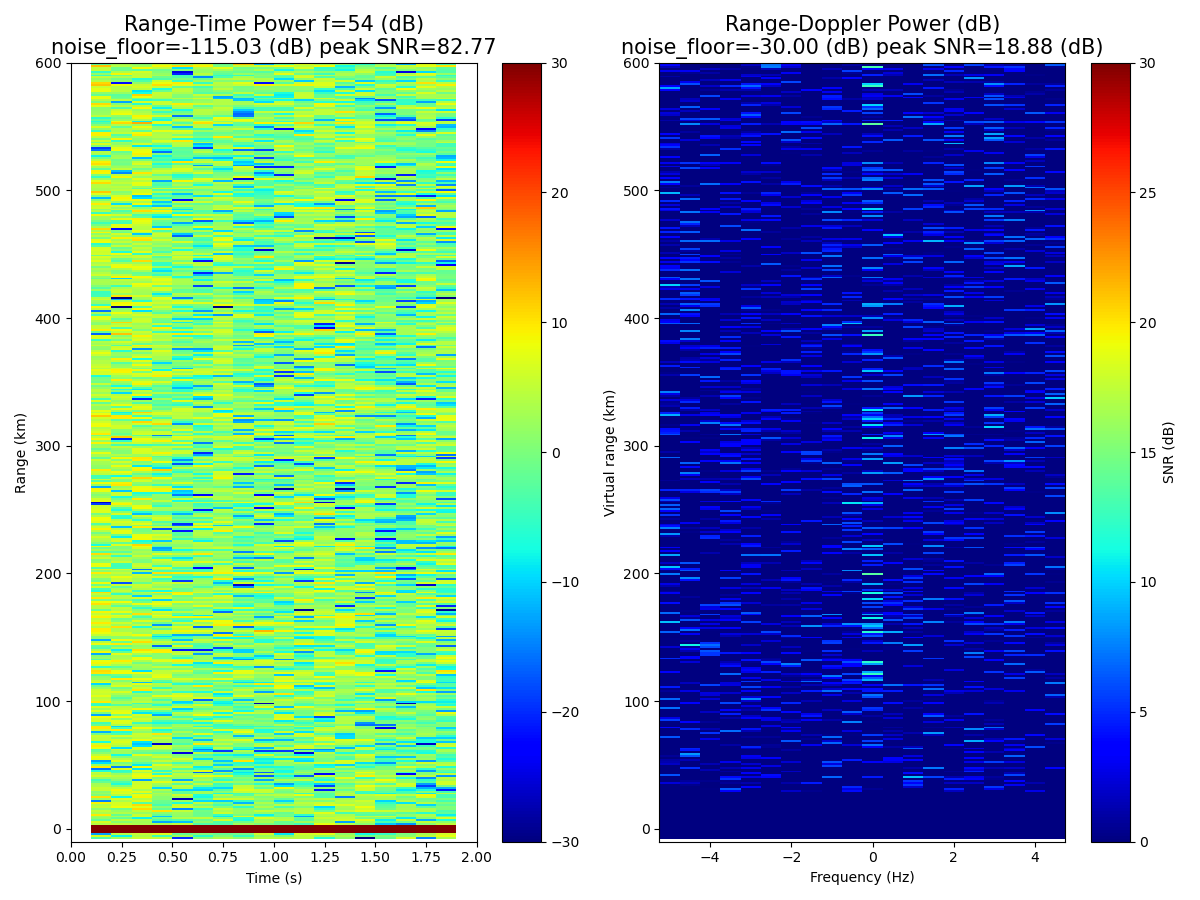 Range-Time Power f=54 (dB)
noise_floor=-115.03 (dB) peak SNR=82.77
Range-Doppler Power (dB)
noise_floor=-30.00 (dB) peak SNR=18.88 (dB)
600
500
400
300
200
100
0
Range (km)
0.00 0.25 0.50 0.75 1.00 1.25 1.50 1.75 2.00
Time (s)
30
20
10
0
−10
−20
−30
600
500
400
300
200
100
0
Virtual range (km)
−4 −2 0 2 4
Frequency (Hz)
30
25
20
15
10
5
0
SNR (dB)